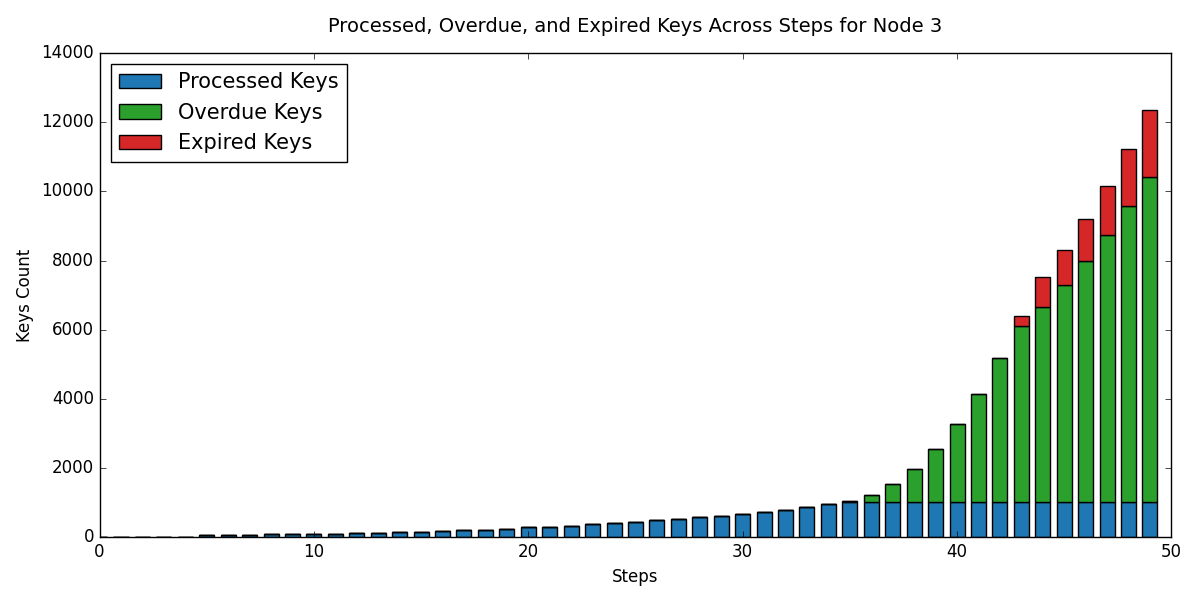 Processed, Overdue, and Expired Keys Across Steps for Node 3
14000
12000
10000
8000
6000
4000
2000
0
Keys Count
Processed Keys
Overdue Keys
Expired Keys
0 10 20 30 40 50
Steps